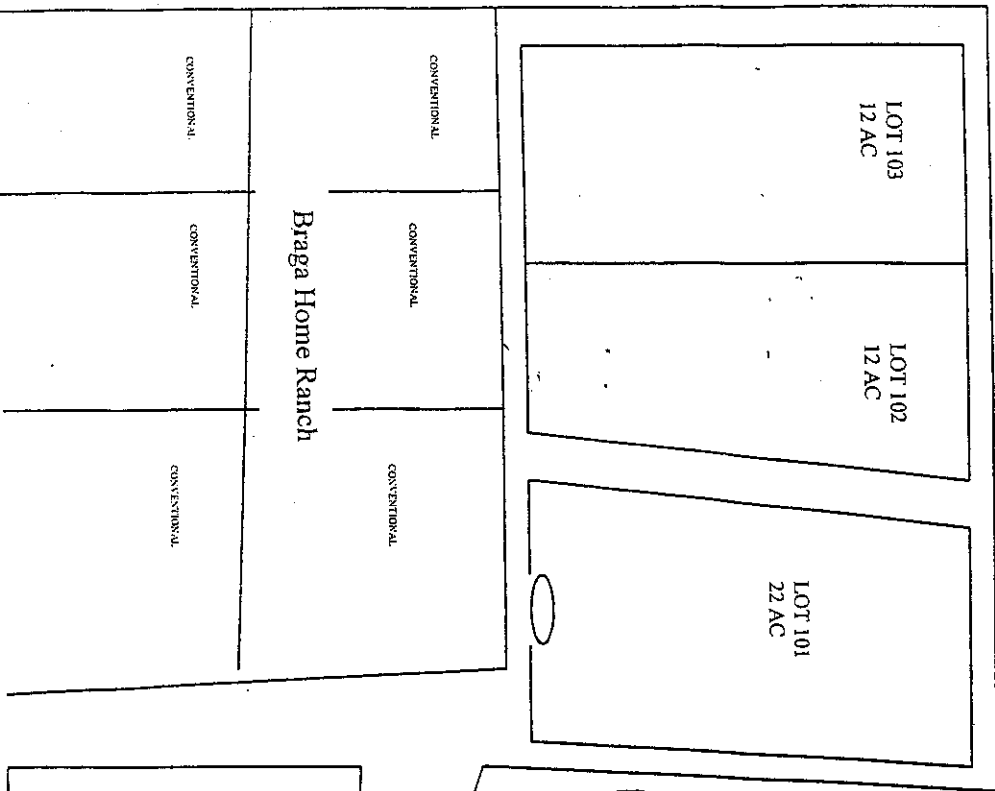 LOT 103
12 AC
LOT 102
12 AC
LOT 101
22 AC
CONVENTIONAL
CONVENTIONAL
CONVENTIONAL
Braga Home Ranch
CONVENTIONAL
CONVENTIONAL
CONVENTIONAL